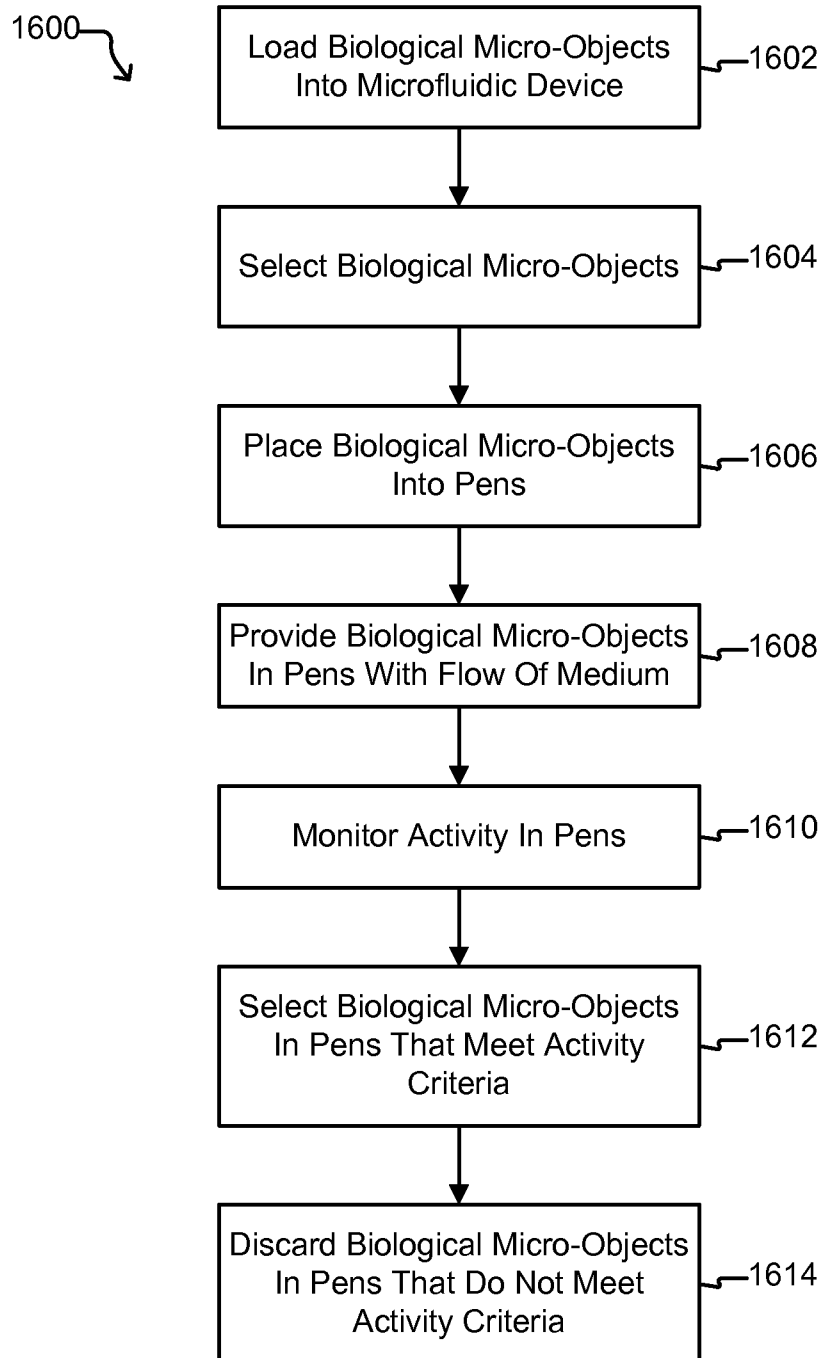 1600
Load Biological Micro-Objects
Into Microfluidic Device
1602
Select Biological Micro-Objects
1604
Place Biological Micro-Objects
Into Pens
1606
Provide Biological Micro-Objects
In Pens With Flow Of Medium
1608
Monitor Activity In Pens
1610
Select Biological Micro-Objects
In Pens That Meet Activity
Criteria
1612
Discard Biological Micro-Objects
In Pens That Do Not Meet
Activity Criteria
1614